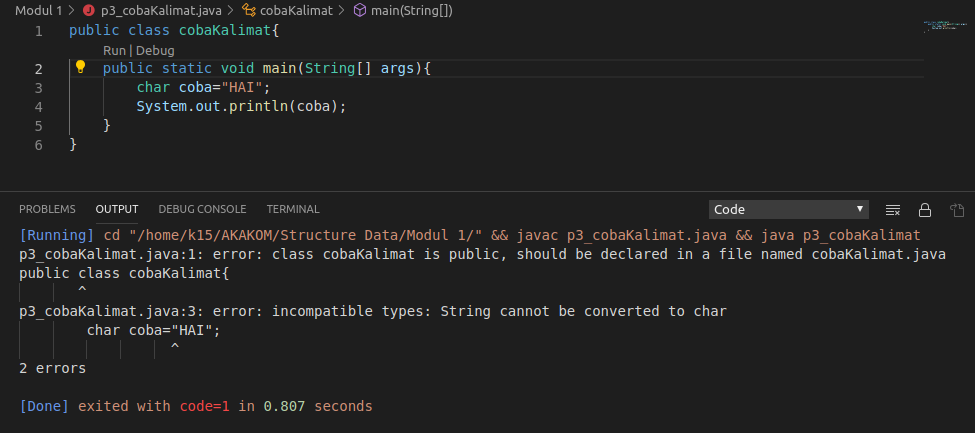 Modul 1 > p3_cobaKalimat.java > cobaKalimat > main(String[])
1 public class cobaKalimat{
Run | Debug
2 public static void main(String[] args){
3 char coba="HAI";
4 System.out.println(coba);
5 }
6 }
PROBLEMS OUTPUT DEBUG CONSOLE TERMINAL Code
[Running] cd "/home/k15/AKAKOM/Structure Data/Modul 1/" && javac p3_cobaKalimat.java && java p3_cobaKalimat
p3_cobaKalimat.java:1: error: class cobaKalimat is public, should be declared in a file named cobaKalimat.java
public class cobaKalimat{
^
p3_cobaKalimat.java:3: error: incompatible types: String cannot be converted to char
char coba="HAI";
^
2 errors
[Done] exited with code=1 in 0.807 seconds